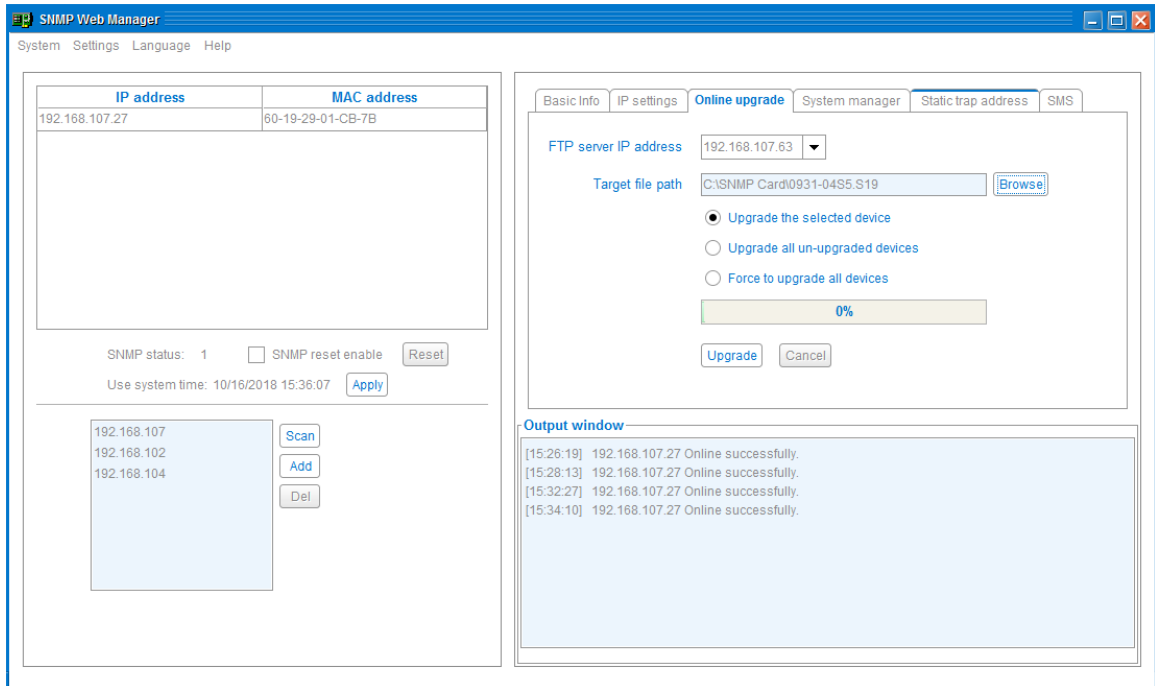 SNMP Web Manager
System Settings Language Help
IP address MAC address
192.168.107.27 60-19-29-01-CB-7B
SNMP status: 1 SNMP reset enable Reset
Use system time: 10/16/2018 15:36:07 Apply
192.168.107
192.168.102
192.168.104
Scan
Add
Del
Basic Info IP settings Online upgrade System manager Static trap address SMS
FTP server IP address 192.168.107.63
Target file path C:\SNMP Card\0931-04S5.S19 Browse
Upgrade the selected device
Upgrade all un-upgraded devices
Force to upgrade all devices
0%
Upgrade Cancel
Output window
[15:26:19] 192.168.107.27 Online successfully.
[15:28:13] 192.168.107.27 Online successfully.
[15:32:27] 192.168.107.27 Online successfully.
[15:34:10] 192.168.107.27 Online successfully.